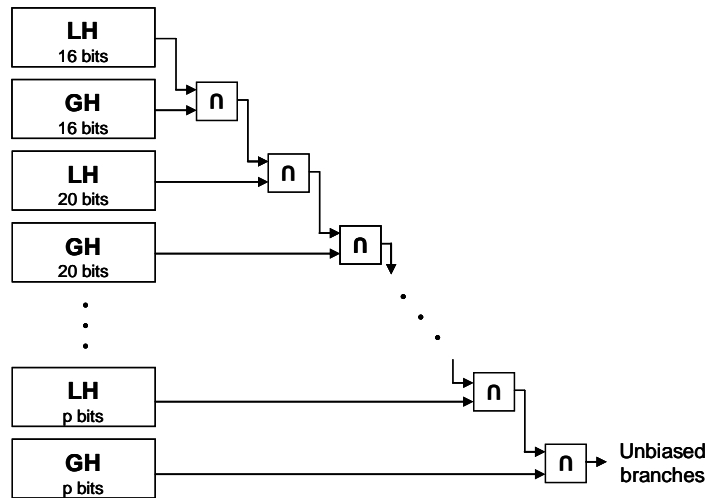 LH
16 bits
∩
GH
16 bits
LH
20 bits
∩
GH
20 bits
∩
LH
p bits
∩
GH
p bits
∩
Unbiased
branches